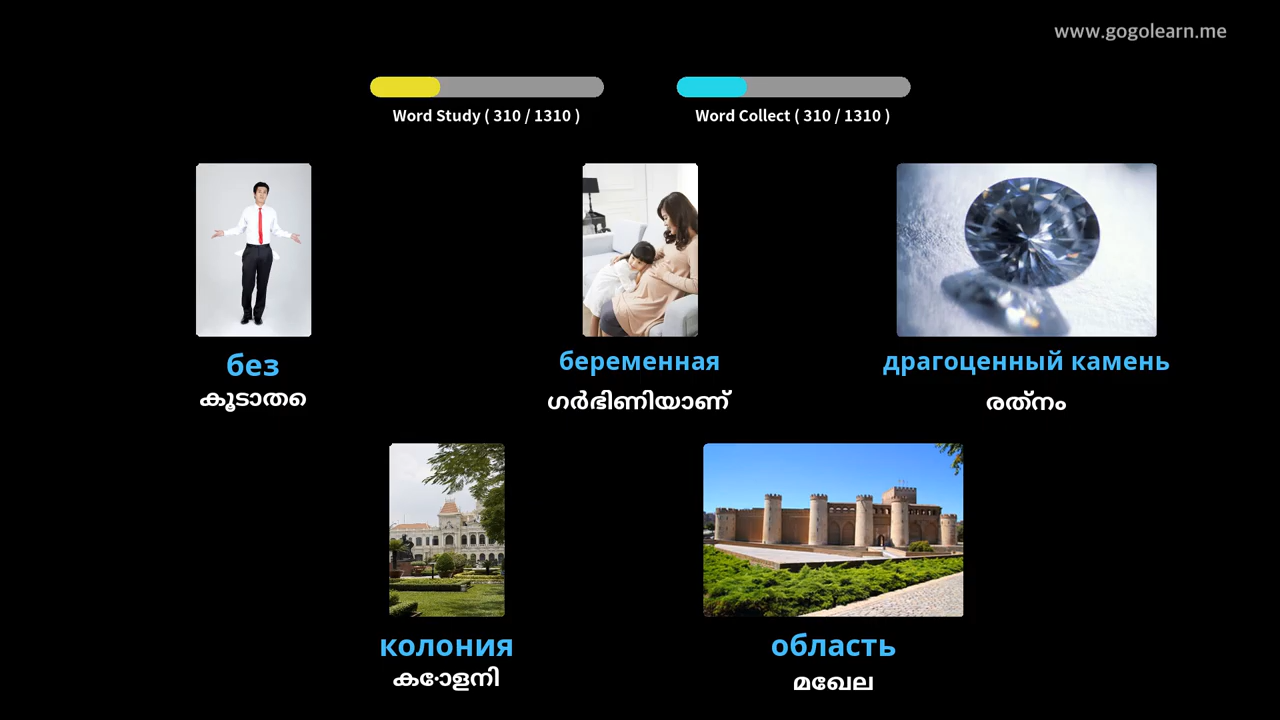 www.gogolearn.me
Word Study ( 310 / 1310 )
Word Collect ( 310 / 1310 )
без
കൂടാതെ
беременная
ഗർഭിണിയാണ്
драгоценный камень
രത്നം
колония
കോളനി
область
മഖേല